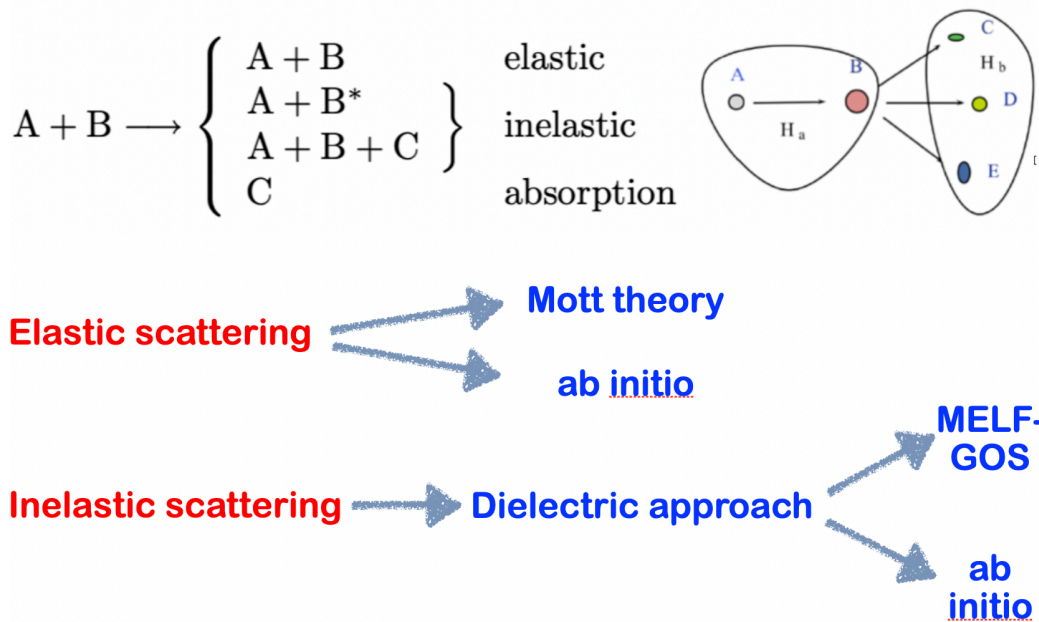 A + B ⟶ { A + B elastic
A + B*
A + B + C } inelastic
C absorption
A
B
H a
C
H b
D
E
Elastic scattering
Mott theory
ab initio
Inelastic scattering
Dielectric approach
MELF-
GOS
ab
initio